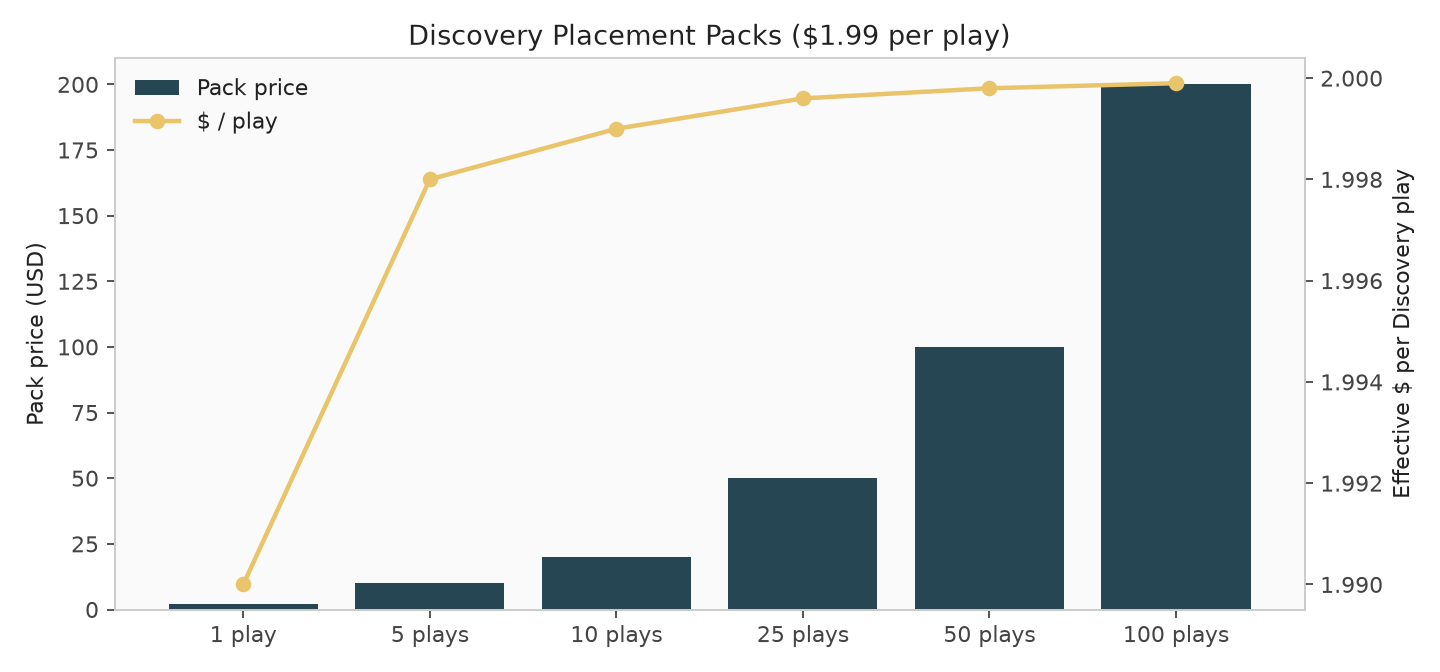 Discovery Placement Packs ($1.99 per play)
Pack price
$ / play
Pack price (USD)
200
175
150
125
100
75
50
25
0
2.000
1.998
1.996
1.994
1.992
1.990
Effective $ per Discovery play
1 play
5 plays
10 plays
25 plays
50 plays
100 plays